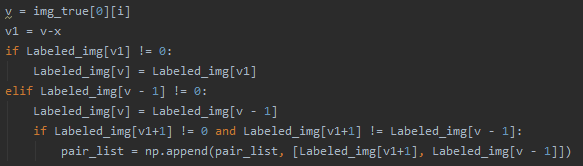 v = img_true[0][i]
v1 = v-x
if Labeled_img[v1] != 0:
    Labeled_img[v] = Labeled_img[v1]
elif Labeled_img[v - 1] != 0:
    Labeled_img[v] = Labeled_img[v - 1]
    if Labeled_img[v1+1] != 0 and Labeled_img[v1+1] != Labeled_img[v - 1]:
        pair_list = np.append(pair_list, [Labeled_img[v1+1], Labeled_img[v - 1]])